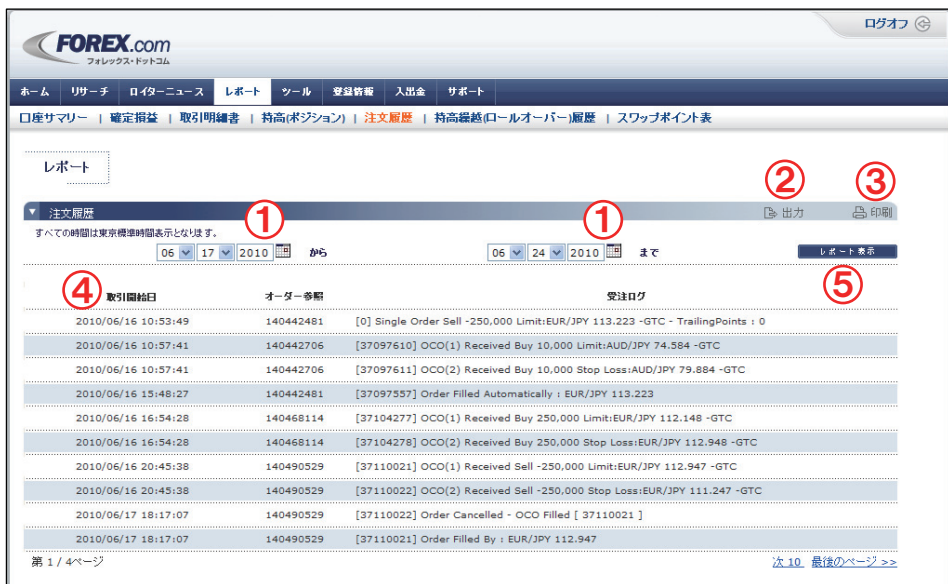 ログオフ
FOREX.com
フォレックス・ドットコム
ホーム リサーチ ロイターニュース レポート ツール 登録情報 入出金 サポート
口座サマリー | 確定損益 | 取引明細書 | 持高(ポジション) | 注文履歴 | 持高繰越(ロールオーバー)履歴 | スワップポイント表
レポート
② ③
▼ 注文履歴 ① ① 出力 印刷
すべての時間は東京標準時間表示となります。
06 17 2010 から 06 24 2010 まで レポート表示
④ ⑤
取引開始日 オーダー参照 受注ログ
2010/06/16 10:53:49 140442481 [0] Single Order Sell -250,000 Limit:EUR/JPY 113.223 -GTC - TrailingPoints : 0
2010/06/16 10:57:41 140442706 [37097610] OCO(1) Received Buy 10,000 Limit:AUD/JPY 74.584 -GTC
2010/06/16 10:57:41 140442706 [37097611] OCO(2) Received Buy 10,000 Stop Loss:AUD/JPY 79.884 -GTC
2010/06/16 15:48:27 140442481 [37097557] Order Filled Automatically : EUR/JPY 113.223
2010/06/16 16:54:28 140468114 [37104277] OCO(1) Received Buy 250,000 Limit:EUR/JPY 112.148 -GTC
2010/06/16 16:54:28 140468114 [37104278] OCO(2) Received Buy 250,000 Stop Loss:EUR/JPY 112.948 -GTC
2010/06/16 20:45:38 140490529 [37110021] OCO(1) Received Sell -250,000 Limit:EUR/JPY 112.947 -GTC
2010/06/16 20:45:38 140490529 [37110022] OCO(2) Received Sell -250,000 Stop Loss:EUR/JPY 111.247 -GTC
2010/06/17 18:17:07 140490529 [37110022] Order Cancelled - OCO Filled [ 37110021 ]
2010/06/17 18:17:07 140490529 [37110021] Order Filled By : EUR/JPY 112.947
第 1 / 4ページ 次 10 最後のページ >>